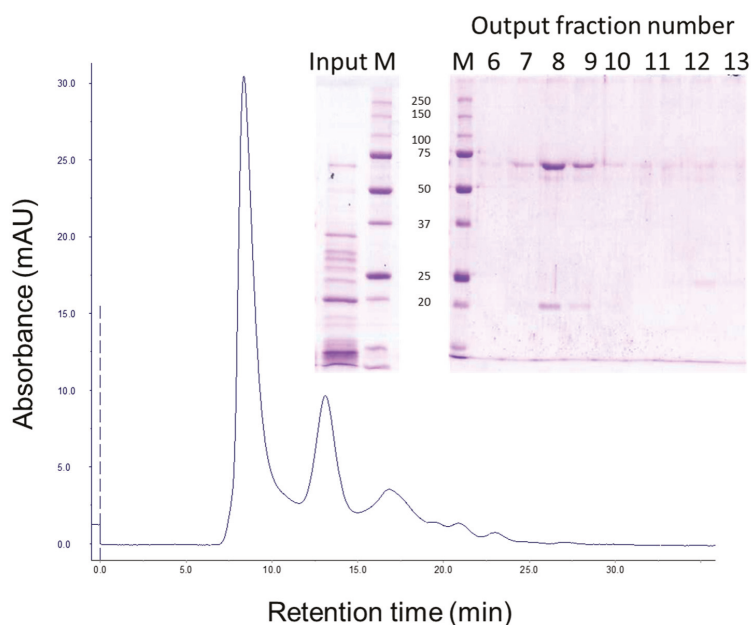 Output fraction number
Input M
M 6 7 8 9 10 11 12 13
250
150
100
75
50
37
25
20
Absorbance (mAU)
30.0
25.0
20.0
15.0
10.0
5.0
0.0
0.0 5.0 10.0 15.0 20.0 25.0 30.0
Retention time (min)